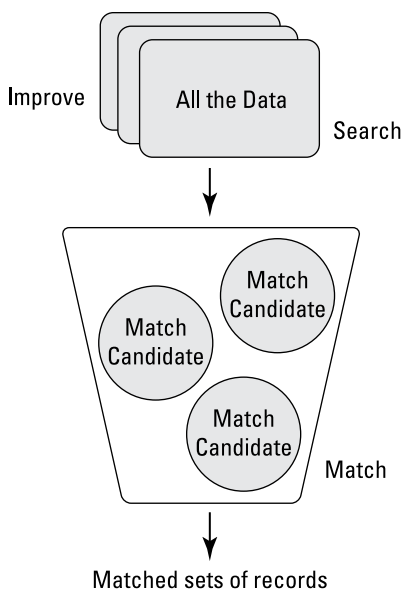 Improve
All the Data
Search
Match
Candidate
Match
Candidate
Match
Candidate
Match
Matched sets of records